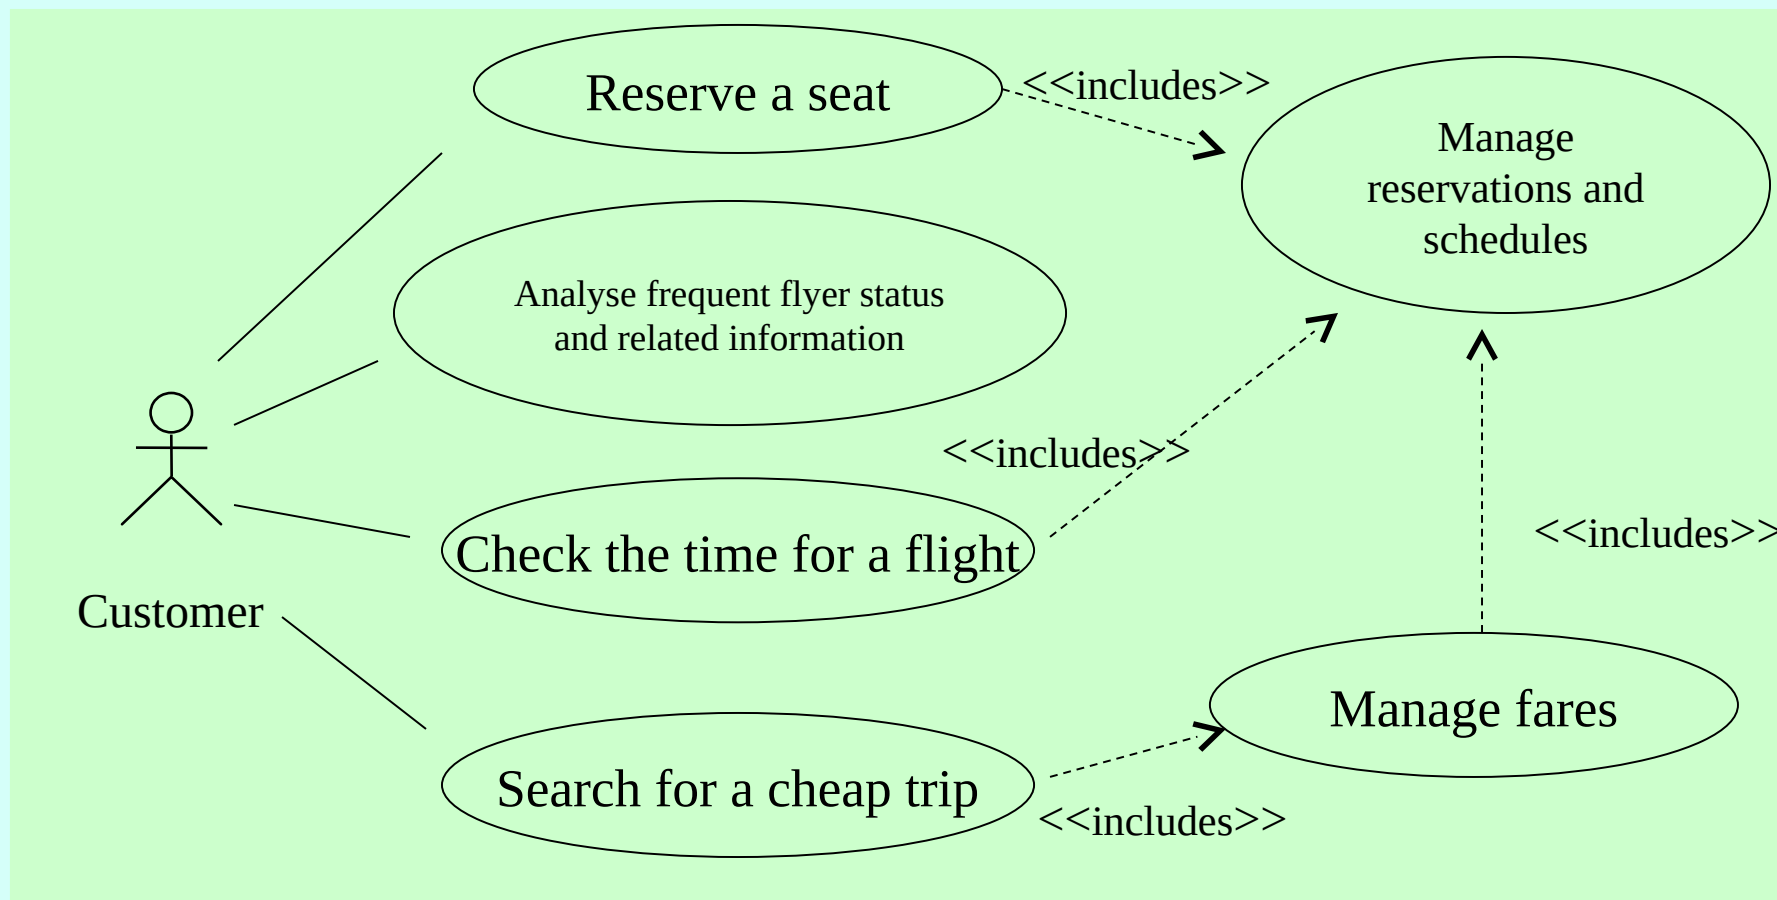 Reserve a seat
<<includes>>
Manage
reservations and
schedules
Analyse frequent flyer status
and related information
<<includes>>
Check the time for a flight
<<includes>>
Customer
Manage fares
Search for a cheap trip
<<includes>>